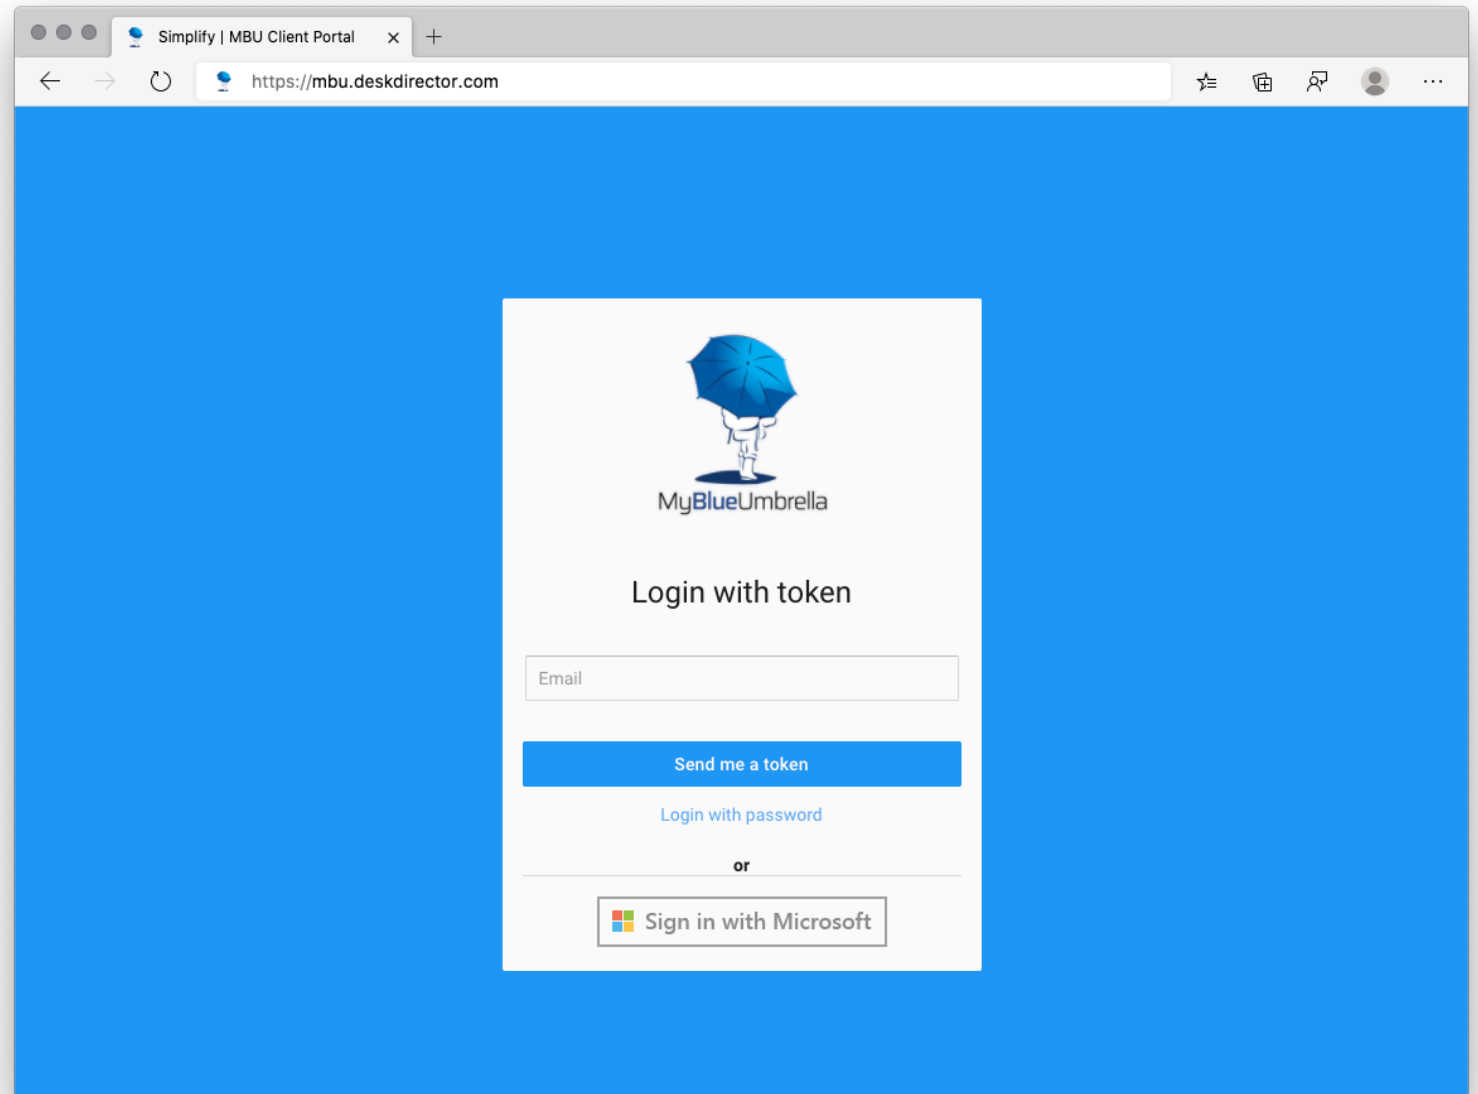 Simplify | MBU Client Portal
https://mbu.deskdirector.com
MyBlueUmbrella
Login with token
Email
Send me a token
Login with password
or
Sign in with Microsoft